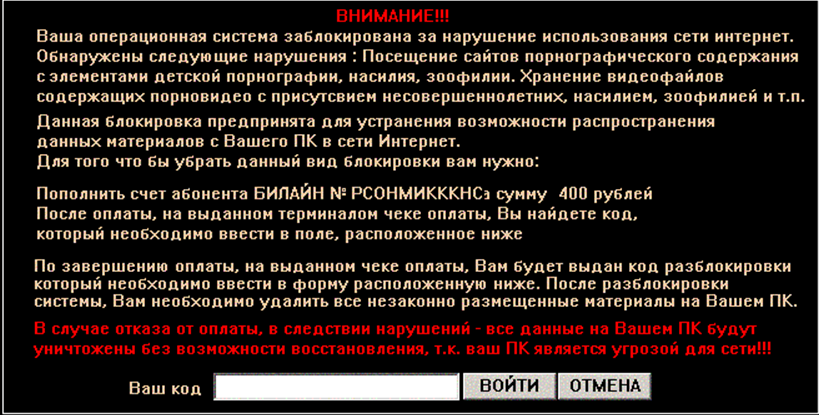 ВНИМАНИЕ!!!
Ваша операционная система заблокирована за нарушение использования сети интернет.
Обнаружены следующие нарушения : Посещение сайтов порнографического содержания
с элементами детской порнографии, насилия, зоофилии. Хранение видеофайлов
содержащих порновидео с присутсвием несовершеннолетних, насилием, зоофилией и т.п.
Данная блокировка предпринята для устранения возможности распространения
данных материалов с Вашего ПК в сети Интернет.
Для того что бы убрать данный вид блокировки вам нужно:
Пополнить счет абонента БИЛАЙН № РСОНМИКККНС сумму 400 рублей
После оплаты, на выданном терминалом чеке оплаты, Вы найдете код,
который необходимо ввести в поле, расположенное ниже
По завершению оплаты, на выданном чеке оплаты, Вам будет выдан код разблокировки
который необходимо ввести в форму расположенную ниже. После разблокировки
системы, Вам необходимо удалить все незаконно размещенные материалы на Вашем ПК.
В случае отказа от оплаты, в следствии нарушений - все данные на Вашем ПК будут
уничтожены без возможности восстановления, т.к. ваш ПК является угрозой для сети!!!
Ваш код ВОЙТИ ОТМЕНА